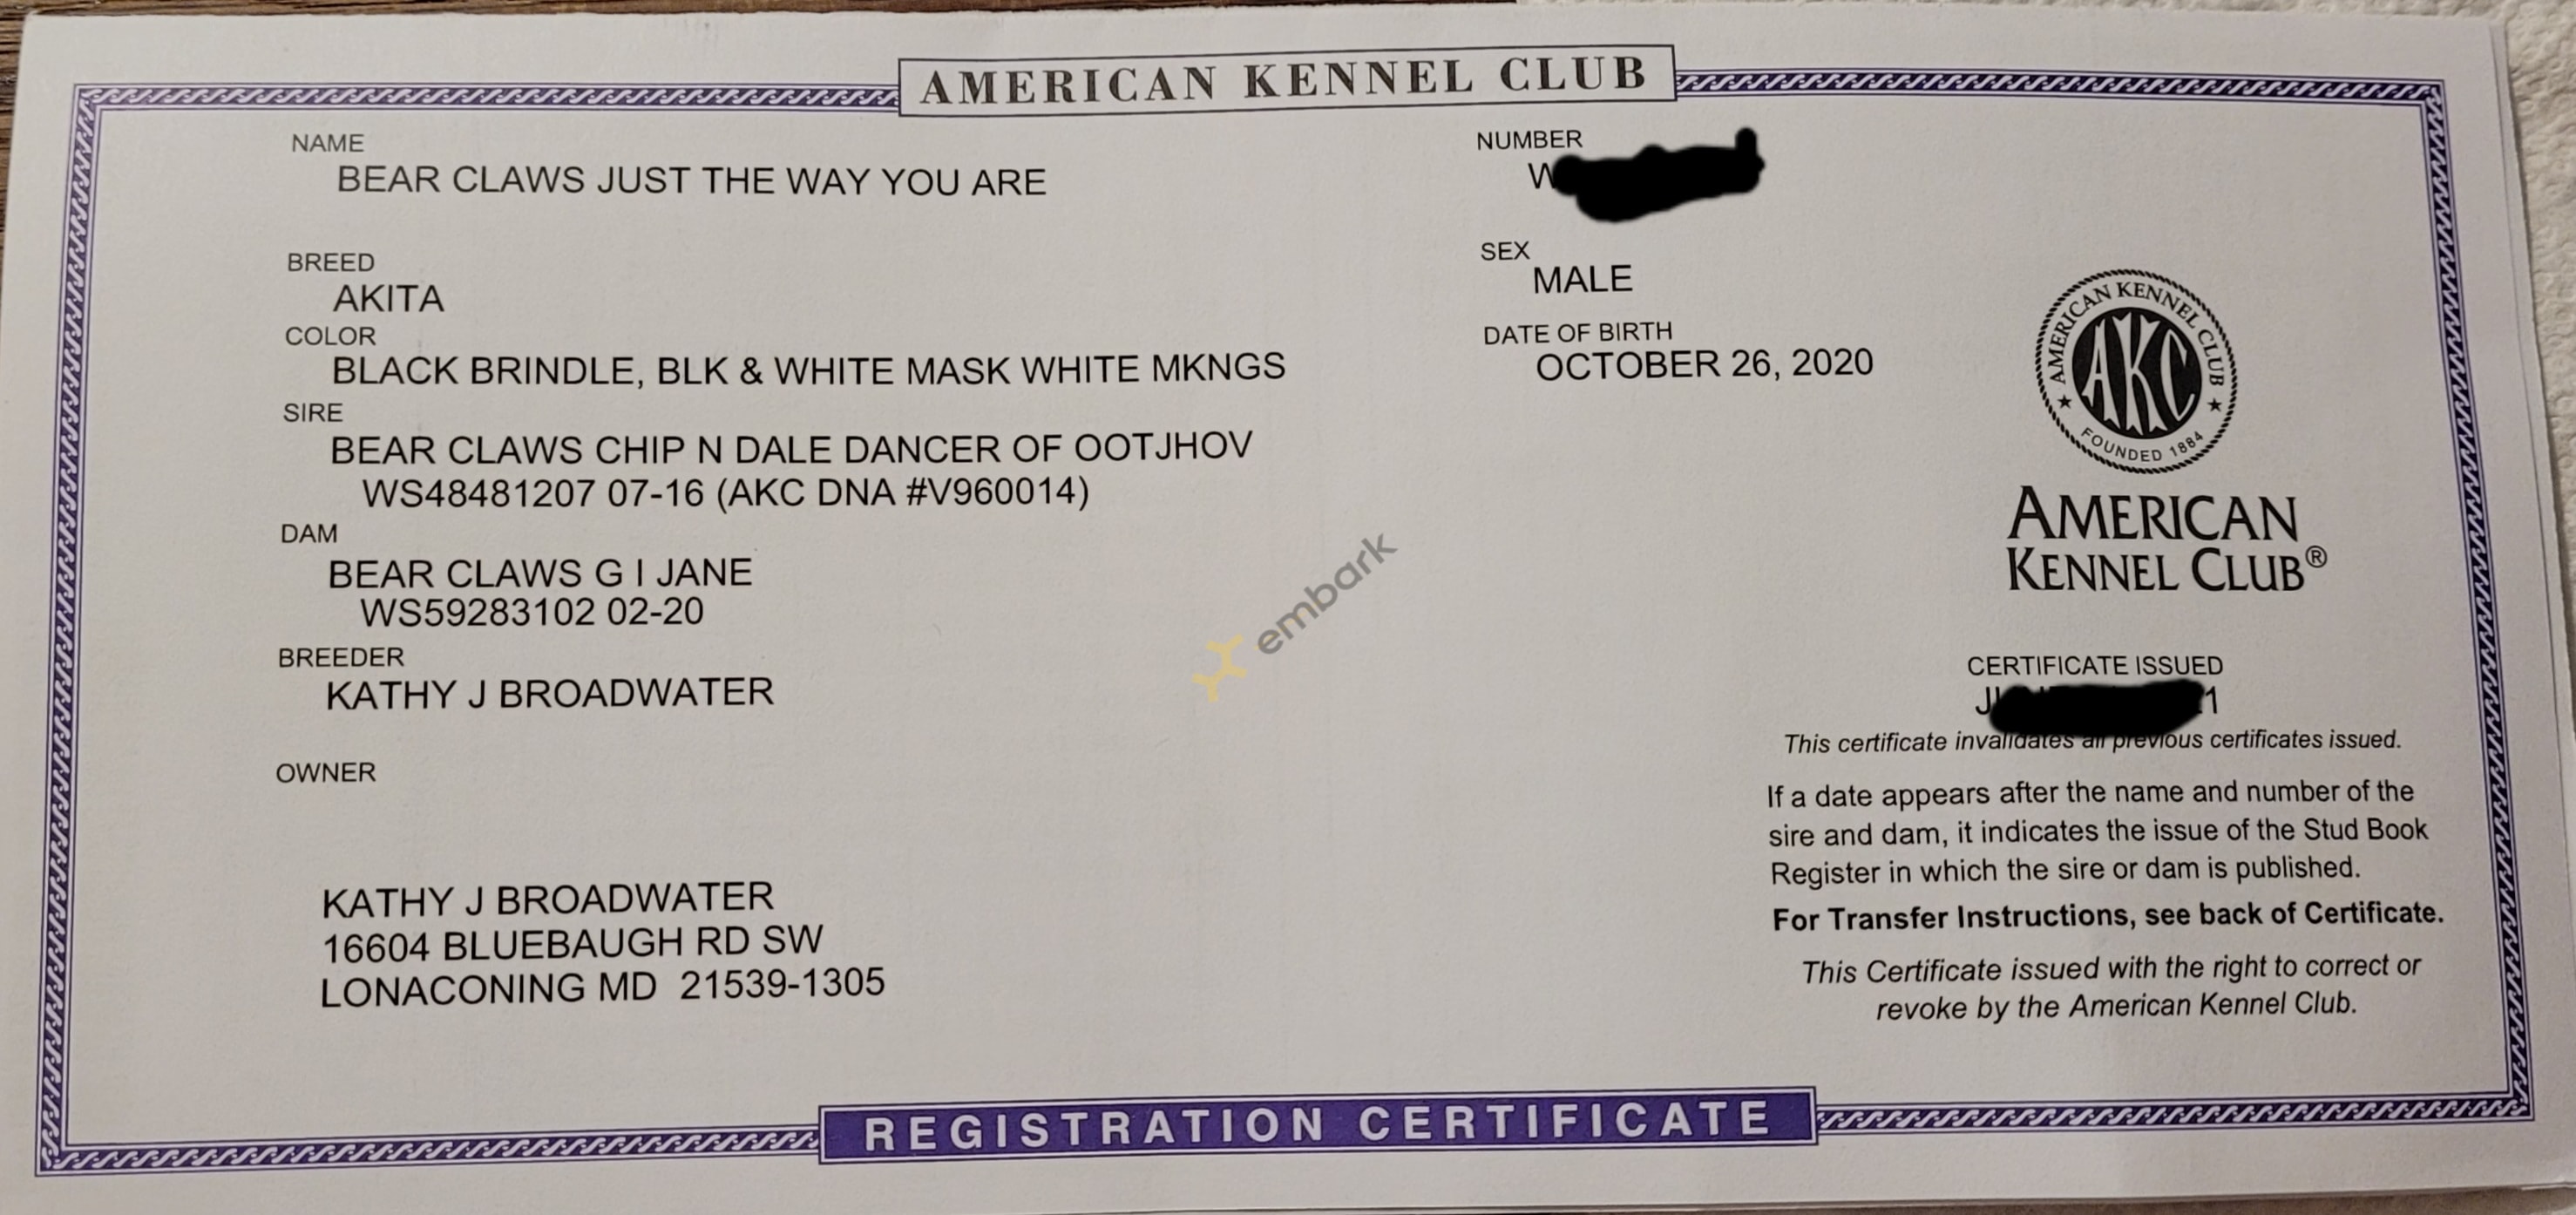 AMERICAN KENNEL CLUB
NAME
BEAR CLAWS JUST THE WAY YOU ARE
NUMBER
W
BREED
AKITA
SEX
MALE
COLOR
BLACK BRINDLE, BLK & WHITE MASK WHITE MKNGS
DATE OF BIRTH
OCTOBER 26, 2020
SIRE
BEAR CLAWS CHIP N DALE DANCER OF OOTJHOV
WS48481207 07-16 (AKC DNA #V960014)
DAM
BEAR CLAWS G I JANE
WS59283102 02-20
BREEDER
KATHY J BROADWATER
OWNER
KATHY J BROADWATER
16604 BLUEBAUGH RD SW
LONACONING MD 21539-1305
AMERICAN KENNEL CLUB
AKC
FOUNDED 1884
AMERICAN
KENNEL CLUB®
CERTIFICATE ISSUED
This certificate invalidates all previous certificates issued.
If a date appears after the name and number of the
sire and dam, it indicates the issue of the Stud Book
Register in which the sire or dam is published.
For Transfer Instructions, see back of Certificate.
This Certificate issued with the right to correct or
revoke by the American Kennel Club.
REGISTRATION CERTIFICATE
embark